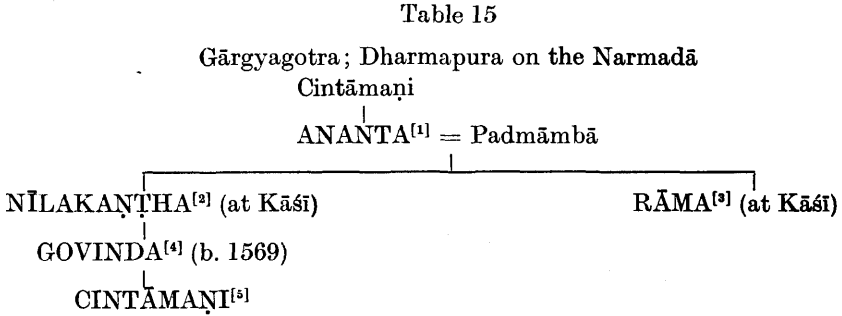 Table 15
Gārgyagotra; Dharmapura on the Narmadā
Cintāmaṇi
ANANTA[1] = Padmāmbā
NĪLAKAṆṬHA[2] (at Kāśī) RĀMA[3] (at Kāśī)
GOVINDA[4] (b. 1569)
CINTĀMAṆI[5]